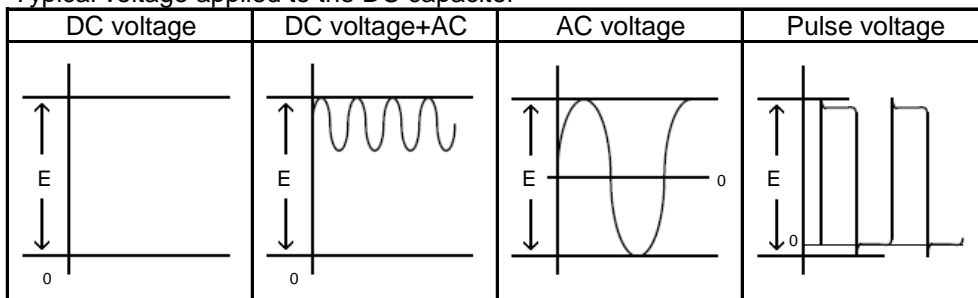 Typical voltage applied to the DC capacitor
DC voltage
DC voltage+AC
AC voltage
Pulse voltage
E
0
E
0
E
0
E
0